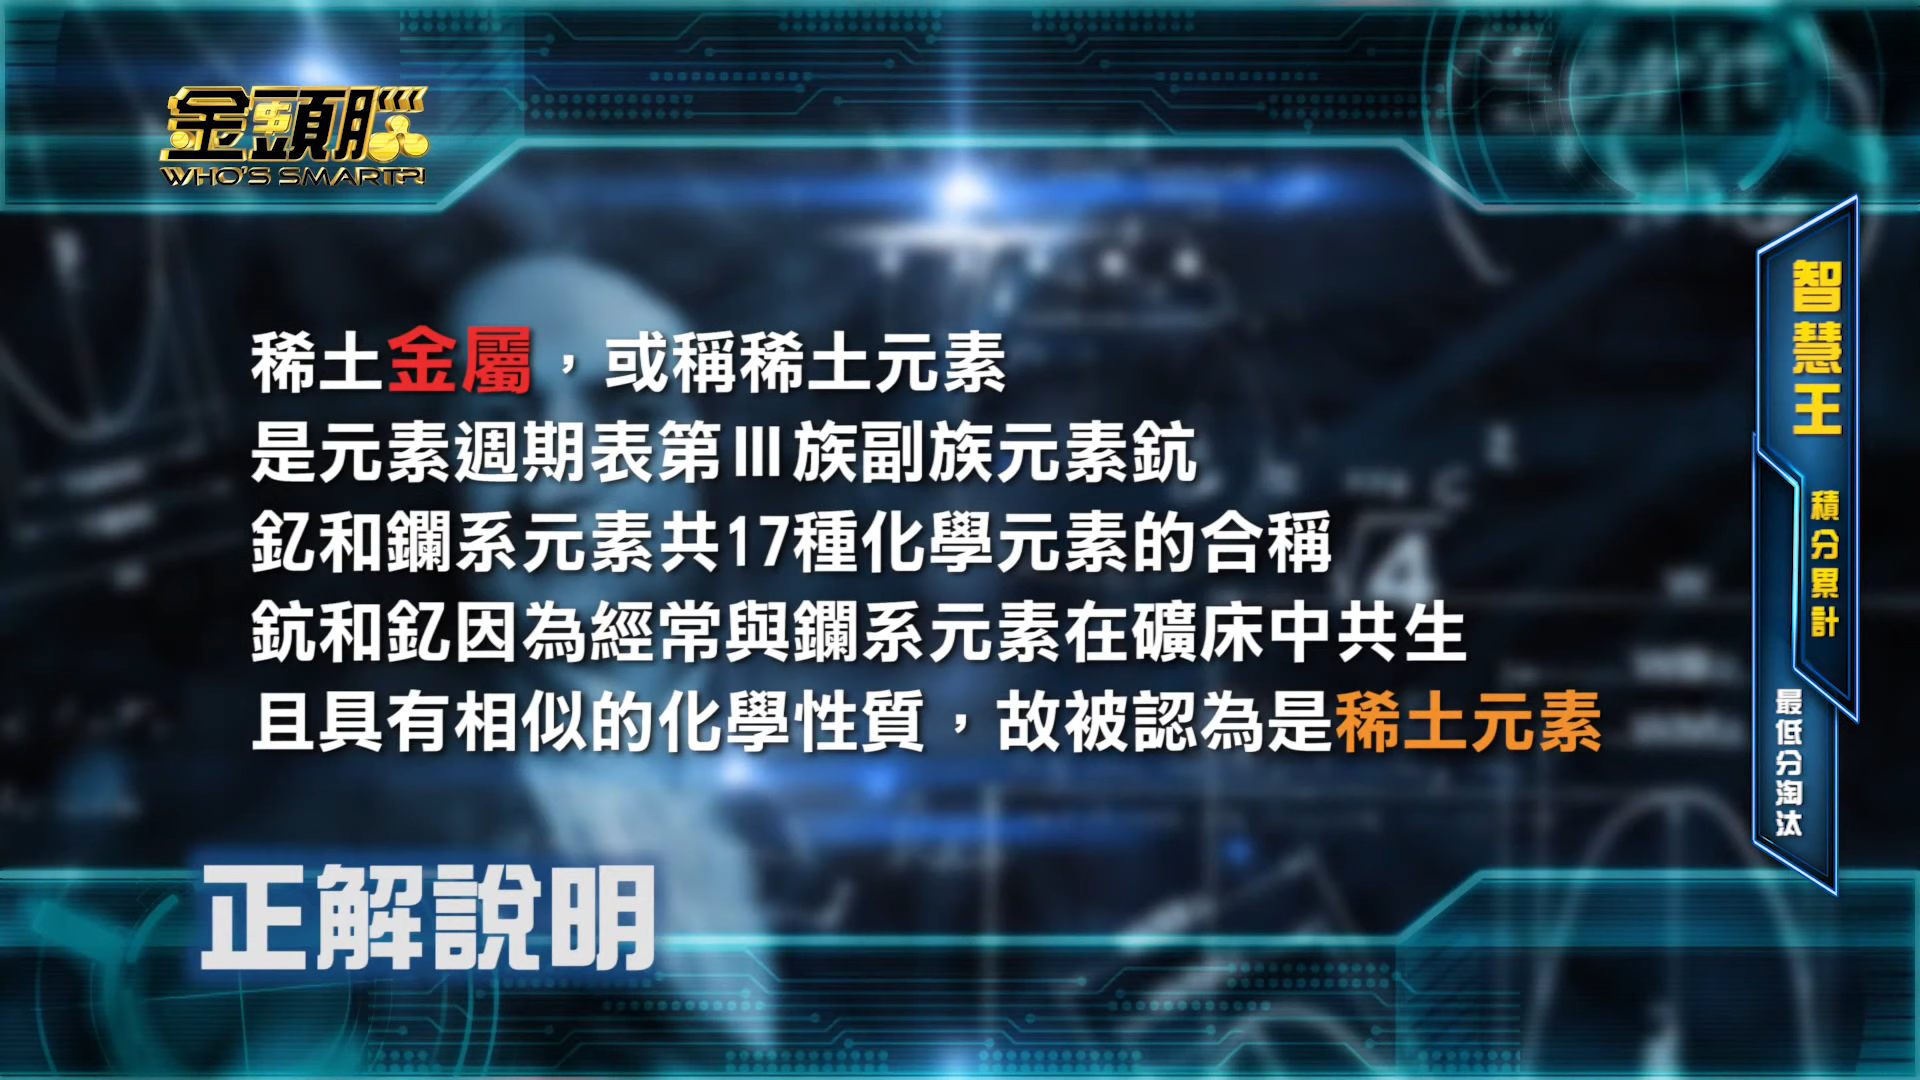 金頭腦
WHO'S SMART?!
稀土金屬，或稱稀土元素
是元素週期表第Ⅲ族副族元素鈧
釔和鑭系元素共17種化學元素的合稱
鈧和釔因為經常與鑭系元素在礦床中共生
且具有相似的化學性質，故被認為是稀土元素
正解說明
智慧王
積分累計
最低分淘汰